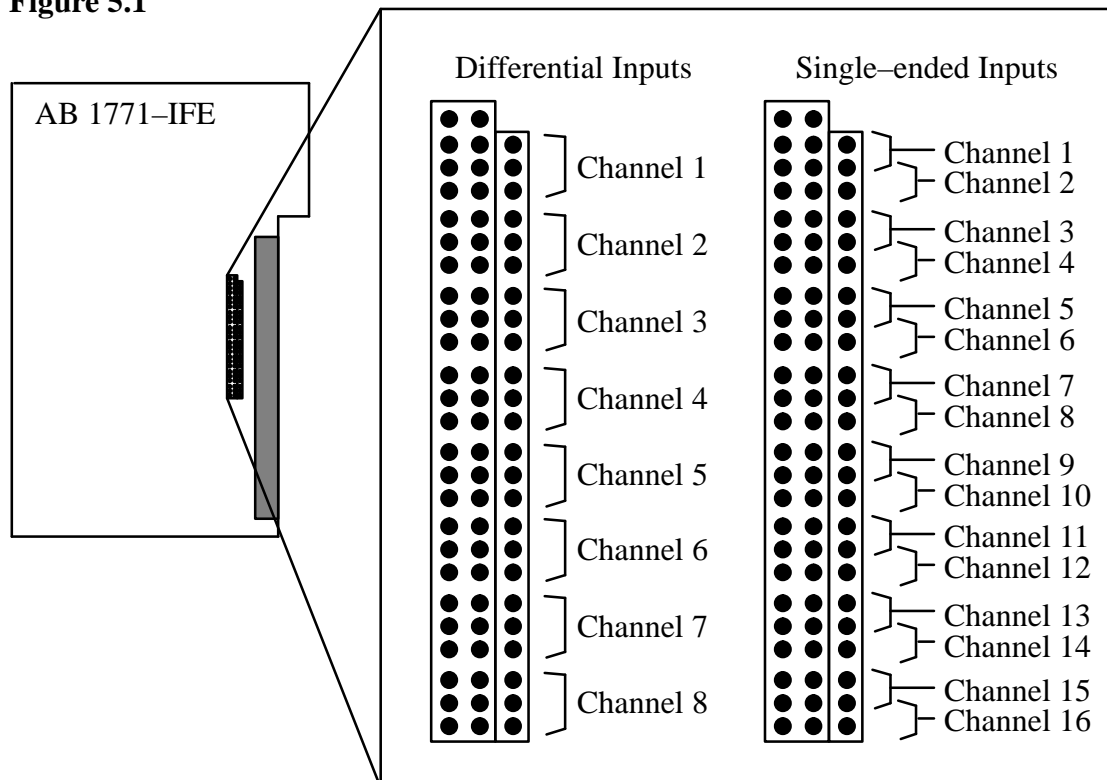 Figure 5.1
AB 1771–IFE
Differential Inputs
Channel 1
Channel 2
Channel 3
Channel 4
Channel 5
Channel 6
Channel 7
Channel 8
Single–ended Inputs
Channel 1
Channel 2
Channel 3
Channel 4
Channel 5
Channel 6
Channel 7
Channel 8
Channel 9
Channel 10
Channel 11
Channel 12
Channel 13
Channel 14
Channel 15
Channel 16